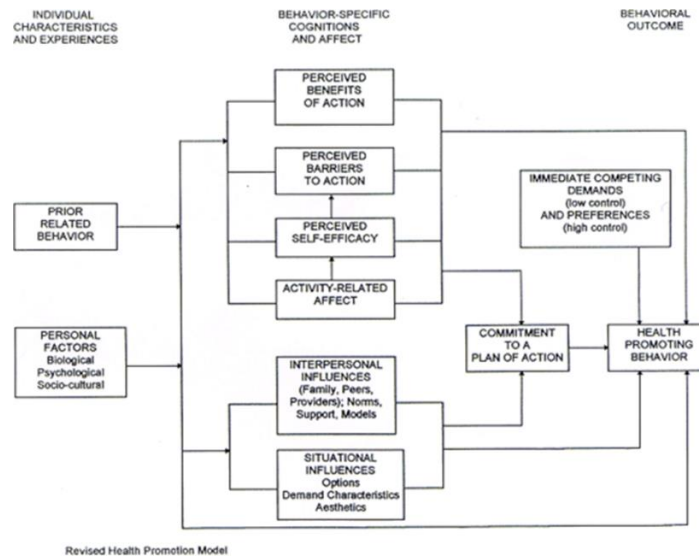 INDIVIDUAL
CHARACTERISTICS
AND EXPERIENCES
BEHAVIOR-SPECIFIC
COGNITIONS
AND AFFECT
BEHAVIORAL
OUTCOME
PERCEIVED
BENEFITS
OF ACTION
PERCEIVED
BARRIERS
TO ACTION
IMMEDIATE COMPETING
DEMANDS
(low control)
AND PREFERENCES
(high control)
PRIOR
RELATED
BEHAVIOR
PERCEIVED
SELF-EFFICACY
ACTIVITY-RELATED
AFFECT
PERSONAL
FACTORS
Biological
Psychological
Socio-cultural
COMMITMENT
TO A
PLAN OF ACTION
HEALTH
PROMOTING
BEHAVIOR
INTERPERSONAL
INFLUENCES
(Family, Peers,
Providers); Norms,
Support, Models
SITUATIONAL
INFLUENCES
Options
Demand Characteristics
Aesthetics
Revised Health Promotion Model